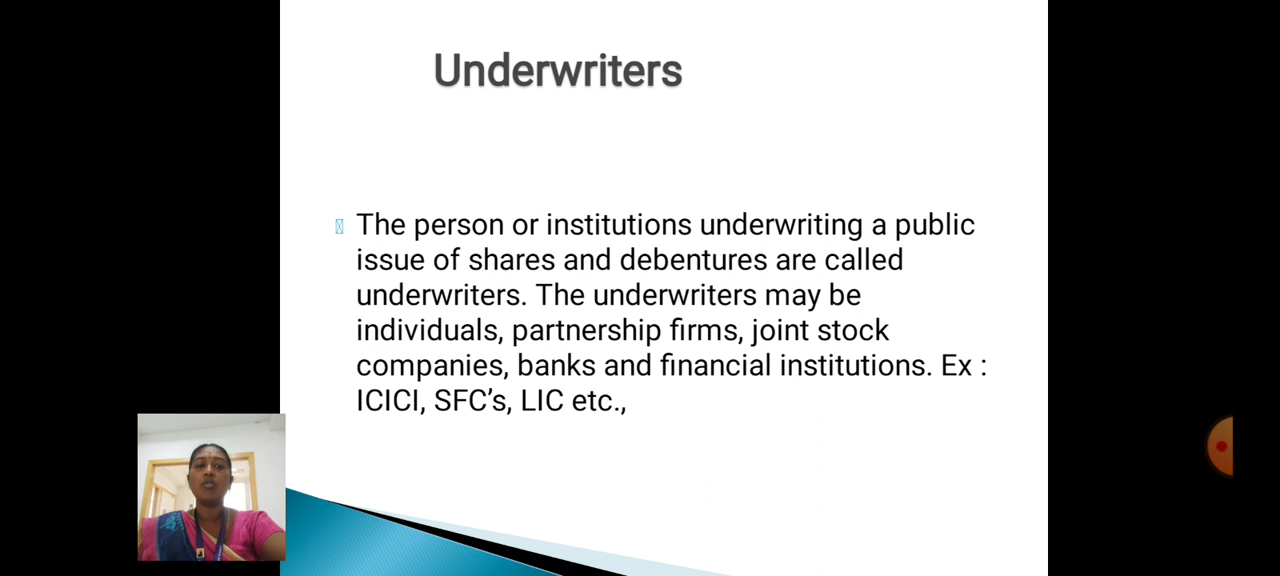 Underwriters
The person or institutions underwriting a public
issue of shares and debentures are called
underwriters. The underwriters may be
individuals, partnership firms, joint stock
companies, banks and financial institutions. Ex :
ICICI, SFC’s, LIC etc.,